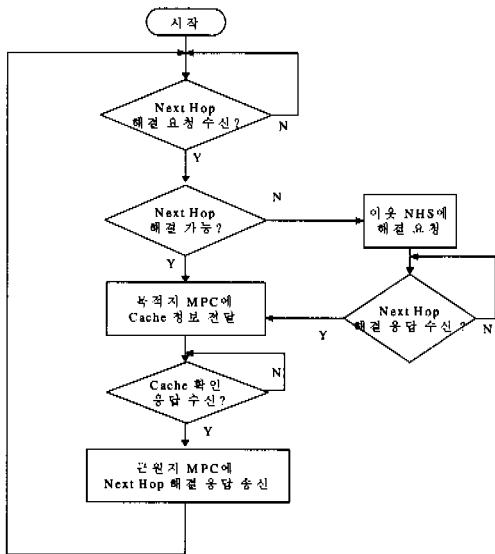 시작
Next Hop
해결 요청 수신?
N
Y
Next Hop
해결 가능?
N
Y
이웃 NHS에
해결 요청
목적지 MPC에
Cache 정보 전달
Next Hop
해결 응답 수신?
Y
N
Cache 확인
응답 수신?
N
Y
근원지 MPC에
Next Hop 해결 응답 송신